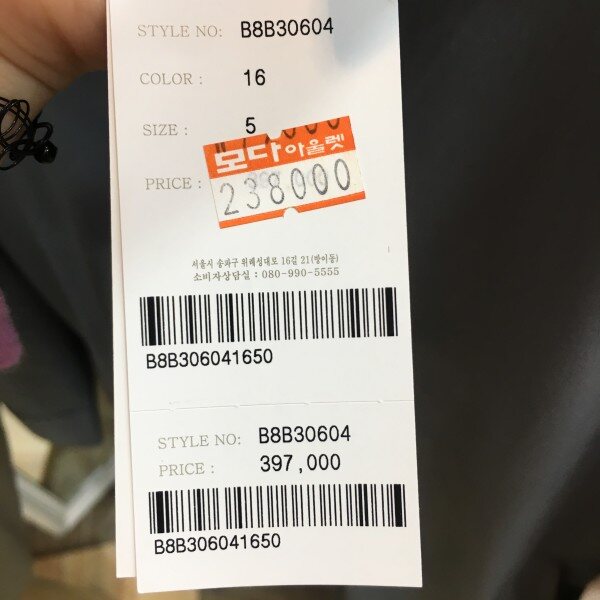 STYLE NO: B8B30604
COLOR : 16
SIZE : 5
모다아울렛
PRICE : 238000
서울시 송파구 위례성대로 16길 21(방이동)
소비자상담실 : 080-990-5555
B8B306041650
STYLE NO: B8B30604
PRICE : 397,000
B8B306041650